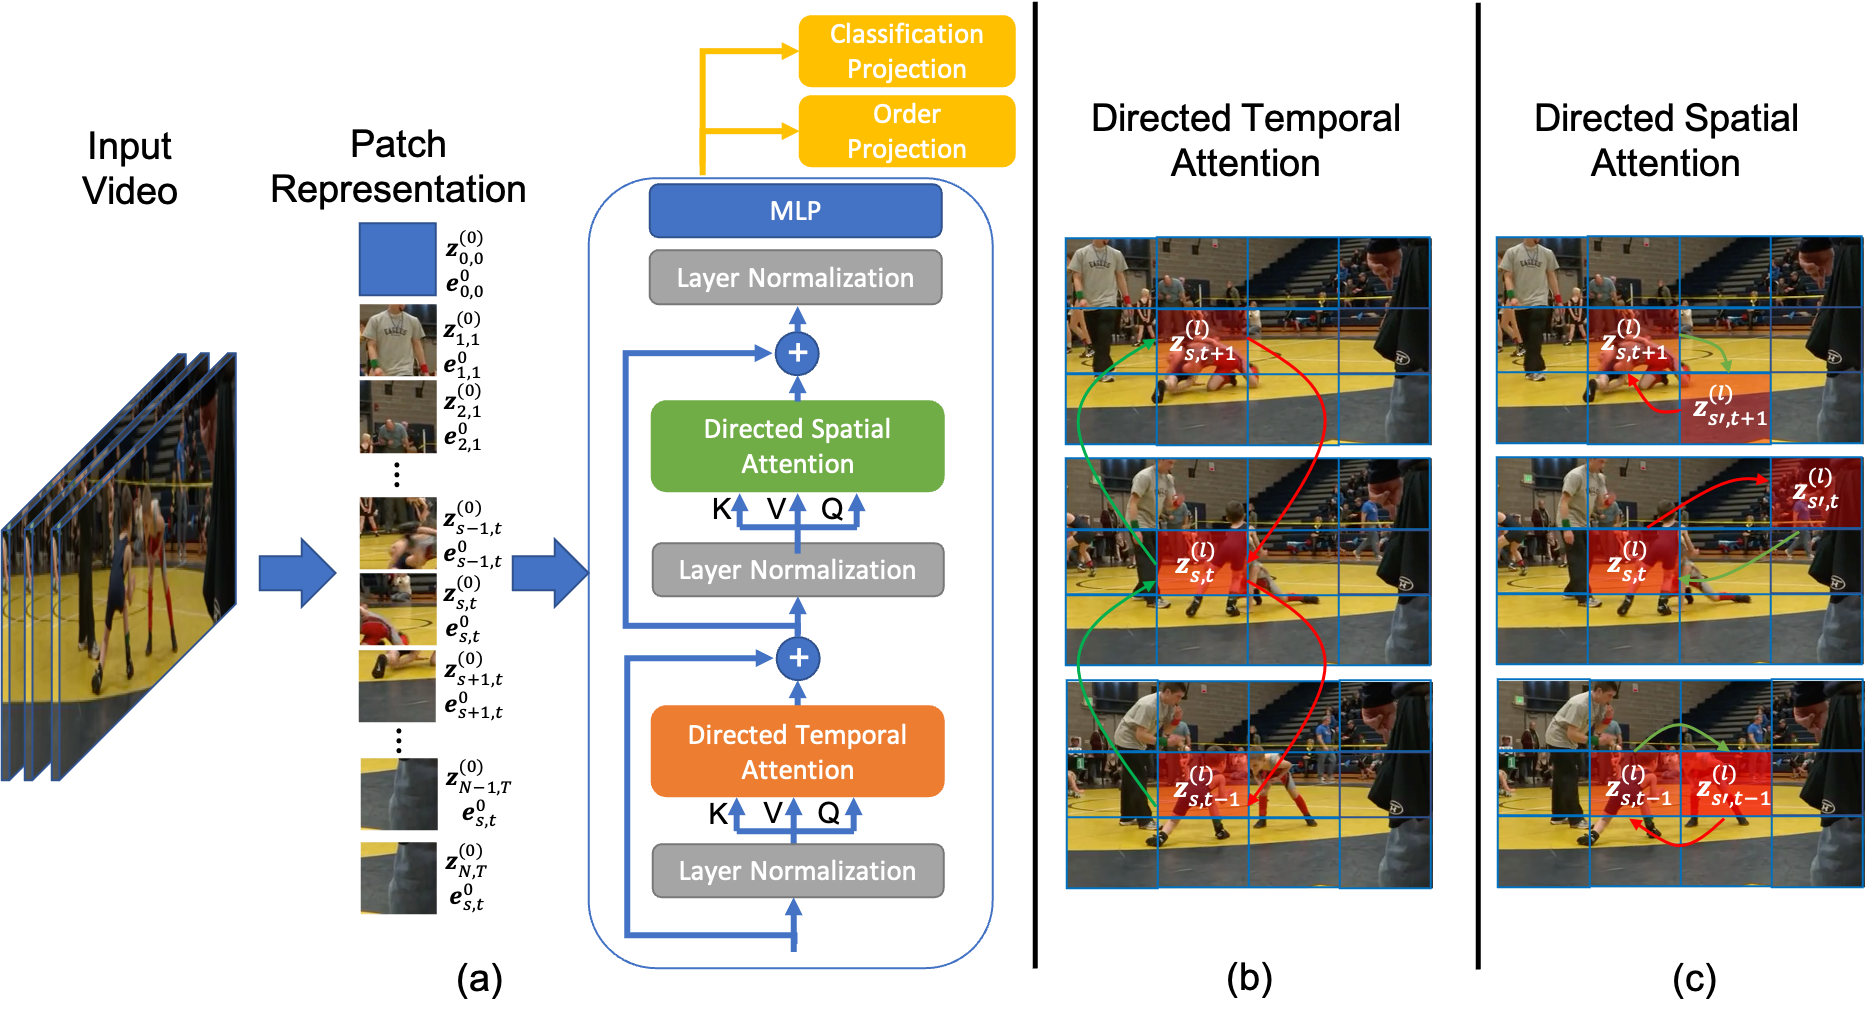 Input
Video
Patch
Representation
z_{0,0}^{(0)}
e_{0,0}^{0}
z_{1,1}^{(0)}
e_{1,1}^{0}
z_{2,1}^{(0)}
e_{2,1}^{0}
⋮
z_{s−1,t}^{(0)}
e_{s−1,t}^{0}
z_{s,t}^{(0)}
e_{s,t}^{0}
z_{s+1,t}^{(0)}
e_{s+1,t}^{0}
⋮
z_{N−1,T}^{(0)}
e_{s,t}^{0}
z_{N,T}^{(0)}
e_{s,t}^{0}
Classification
Projection
Order
Projection
MLP
Layer Normalization
+
Directed Spatial
Attention
K V Q
Layer Normalization
+
Directed Temporal
Attention
K V Q
Layer Normalization
(a)
Directed Temporal
Attention
EAGLES
z_{s,t+1}^{(l)}
H
z_{s,t}^{(l)}
H
z_{s,t−1}^{(l)}
H
(b)
Directed Spatial
Attention
EAGLES
z_{s,t+1}^{(l)}
H
z_{s′,t+1}^{(l)}
z_{s′,t}^{(l)}
z_{s,t}^{(l)}
H
z_{s,t−1}^{(l)} z_{s′,t−1}^{(l)}
H
(c)